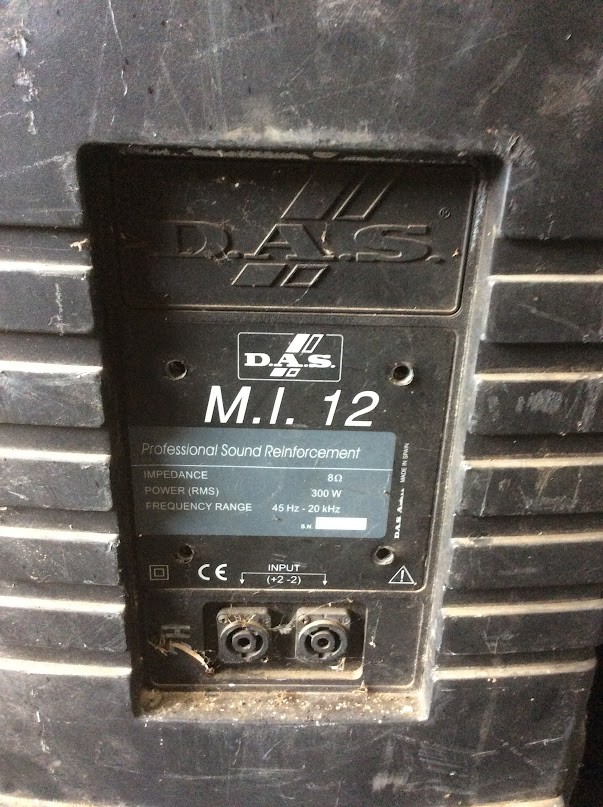 D.A.S.®
D.A.S.
M.I. 12
Professional Sound Reinforcement
IMPEDANCE 8Ω
POWER (RMS) 300 W
FREQUENCY RANGE 45 Hz - 20 kHz
S.N.
D.A.S. Audio MADE IN SPAIN
CE
INPUT
(+2 -2)